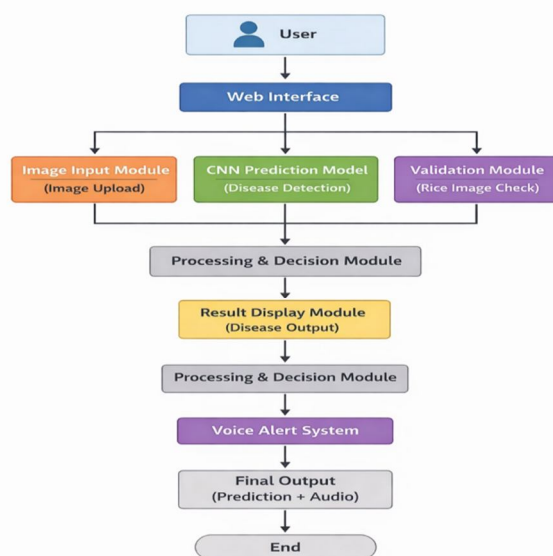 User
Web Interface
Image Input Module
(Image Upload)
CNN Prediction Model
(Disease Detection)
Validation Module
(Rice Image Check)
Processing & Decision Module
Result Display Module
(Disease Output)
Processing & Decision Module
Voice Alert System
Final Output
(Prediction + Audio)
End